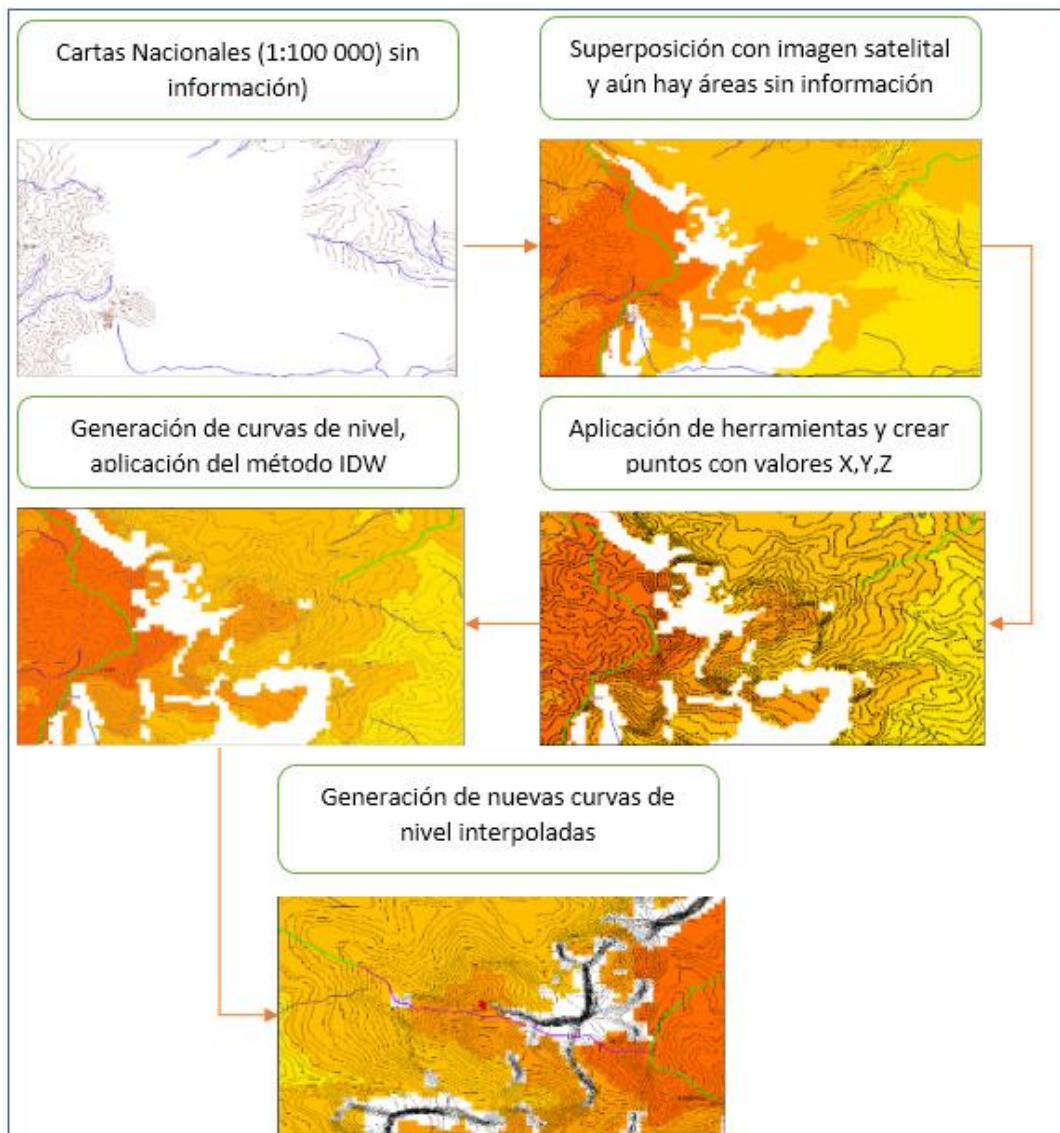 Cartas Nacionales (1:100 000) sin
información)
Superposición con imagen satelital
y aún hay áreas sin información
Generación de curvas de nivel,
aplicación del método IDW
Aplicación de herramientas y crear
puntos con valores X,Y,Z
Generación de nuevas curvas de
nivel interpoladas